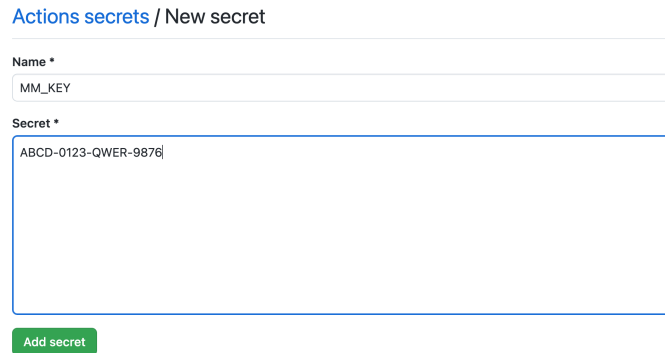 Actions secrets / New secret
Name *
MM_KEY
Secret *
ABCD-0123-QWER-9876
Add secret